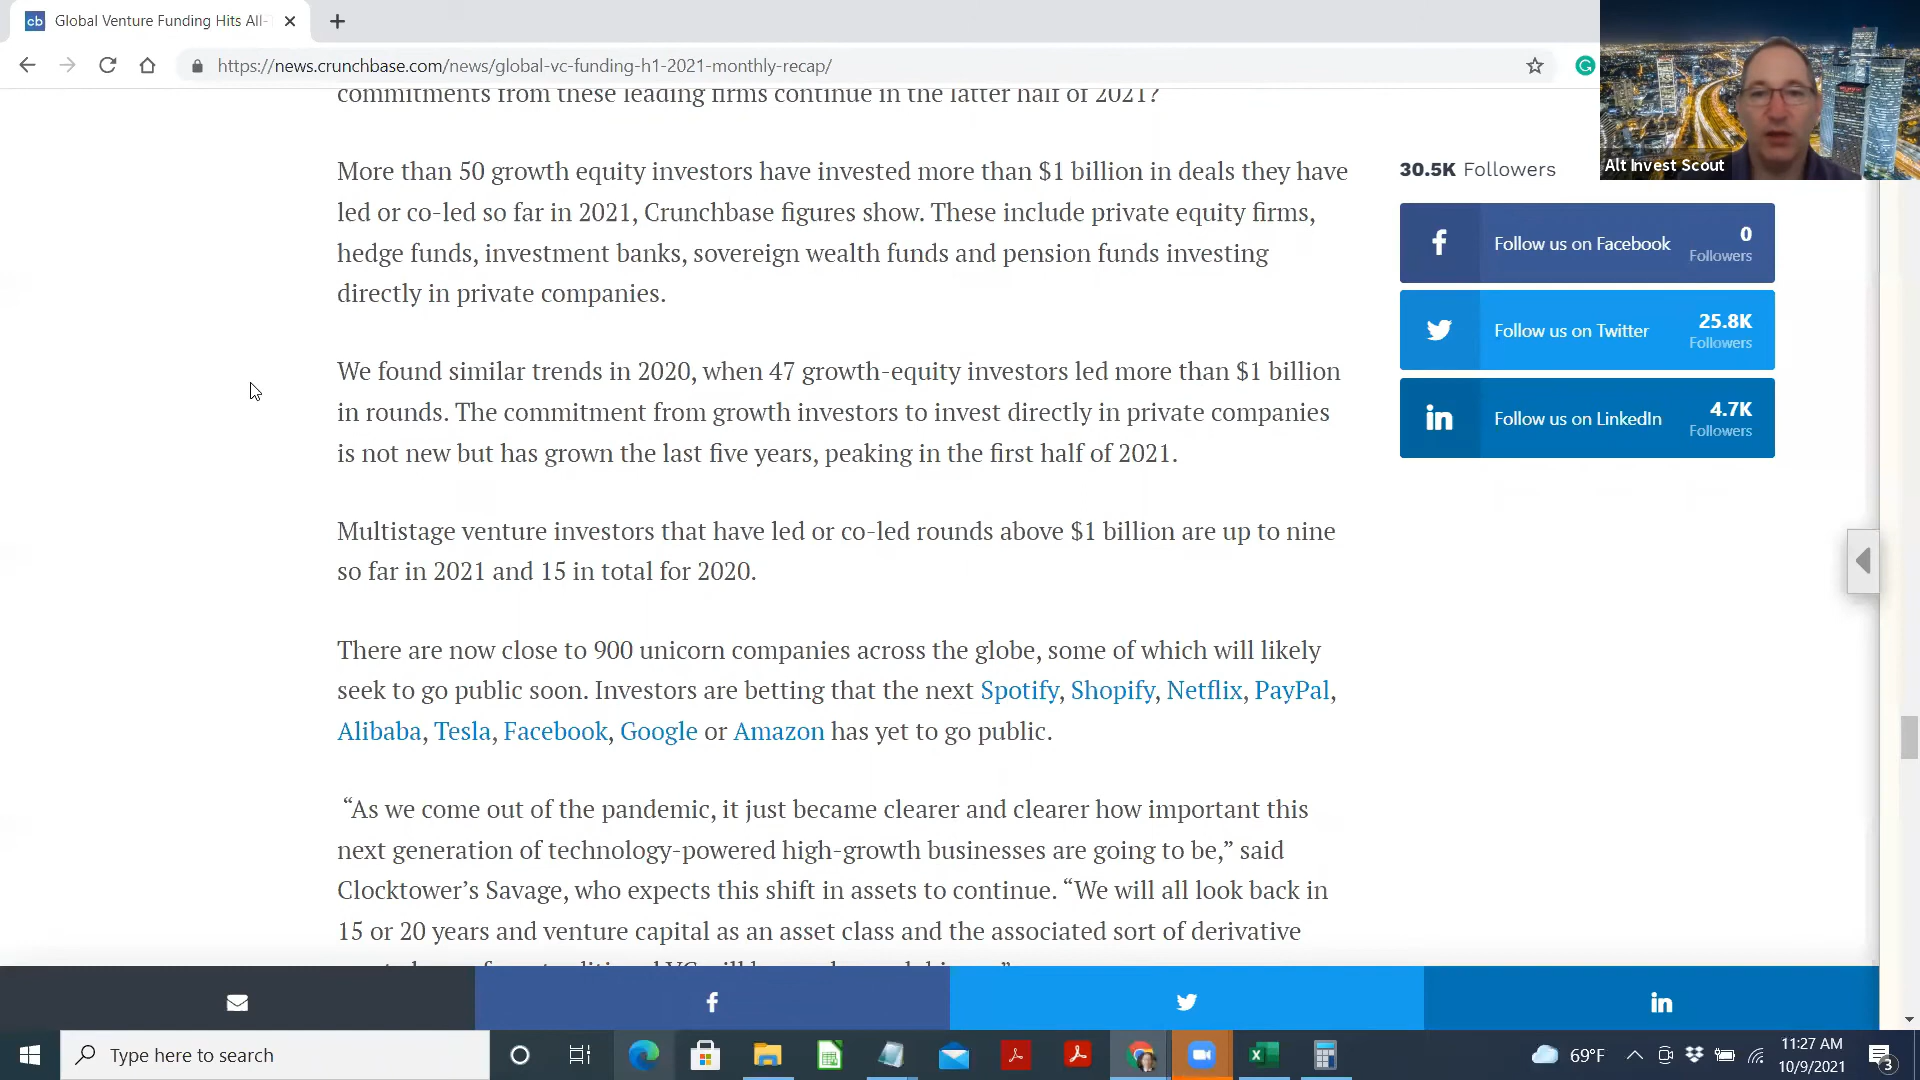 Global Venture Funding Hits All-
https://news.crunchbase.com/news/global-vc-funding-h1-2021-monthly-recap/
Alt Invest Scout
commitments from these leading firms continue in the latter half of 2021?
More than 50 growth equity investors have invested more than $1 billion in deals they have
led or co-led so far in 2021, Crunchbase figures show. These include private equity firms,
hedge funds, investment banks, sovereign wealth funds and pension funds investing
directly in private companies.
We found similar trends in 2020, when 47 growth-equity investors led more than $1 billion
in rounds. The commitment from growth investors to invest directly in private companies
is not new but has grown the last five years, peaking in the first half of 2021.
Multistage venture investors that have led or co-led rounds above $1 billion are up to nine
so far in 2021 and 15 in total for 2020.
There are now close to 900 unicorn companies across the globe, some of which will likely
seek to go public soon. Investors are betting that the next Spotify, Shopify, Netflix, PayPal,
Alibaba, Tesla, Facebook, Google or Amazon has yet to go public.
“As we come out of the pandemic, it just became clearer and clearer how important this
next generation of technology-powered high-growth businesses are going to be,” said
Clocktower’s Savage, who expects this shift in assets to continue. “We will all look back in
15 or 20 years and venture capital as an asset class and the associated sort of derivative
30.5K Followers
Follow us on Facebook
0
Followers
Follow us on Twitter
25.8K
Followers
Follow us on LinkedIn
4.7K
Followers
Type here to search
69°F
11:27 AM
10/9/2021
3